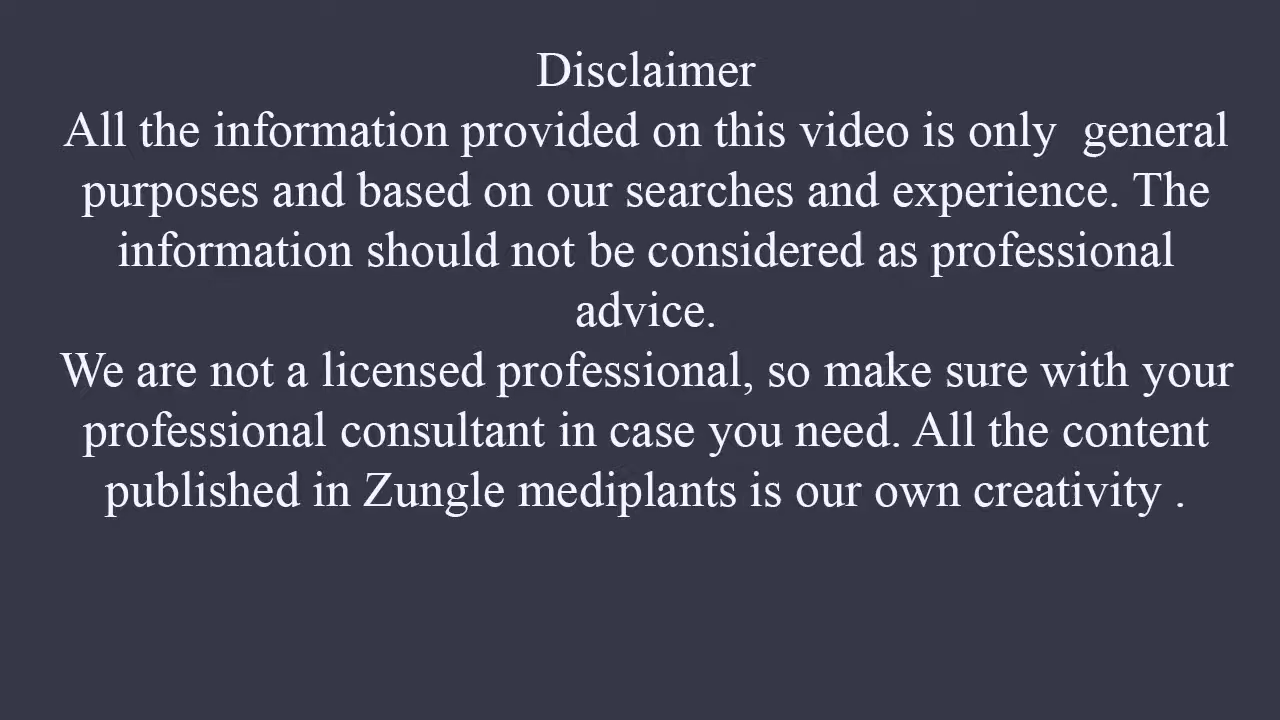 Disclaimer
All the information provided on this video is only  general
purposes and based on our searches and experience. The
information should not be considered as professional
advice.
We are not a licensed professional, so make sure with your
professional consultant in case you need. All the content
published in Zungle mediplants is our own creativity .